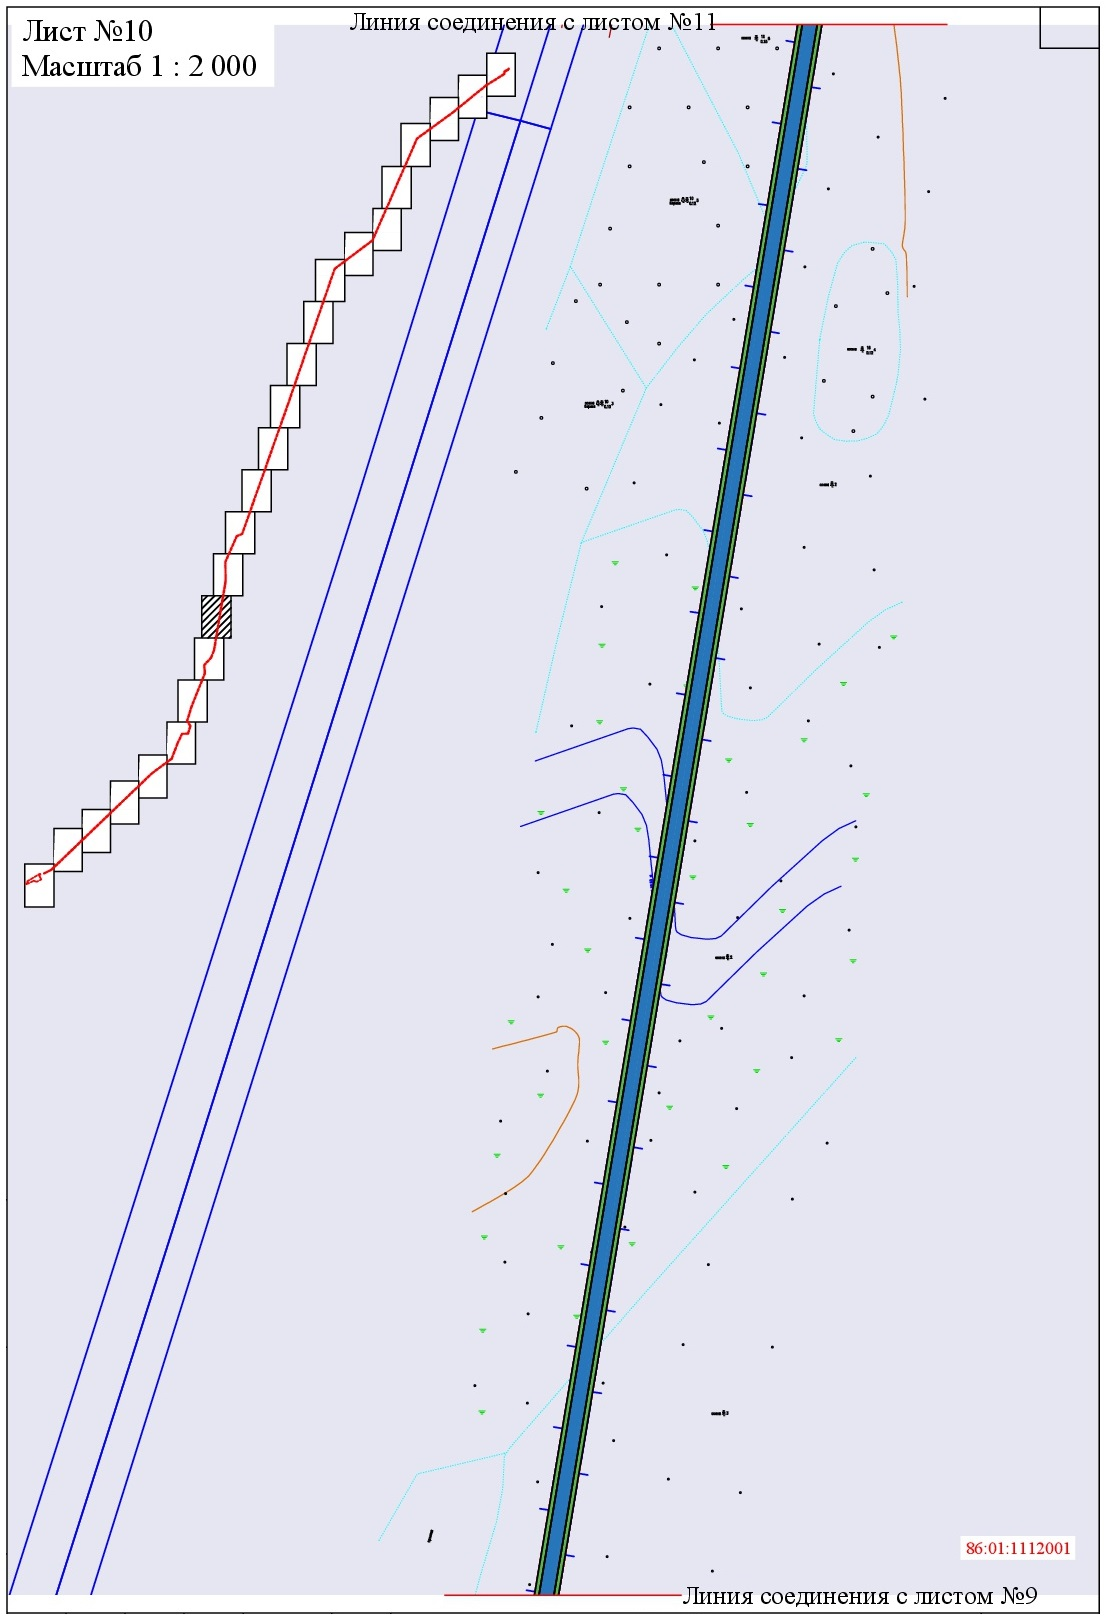 Линия соединения с листом №11
Лист №10
Масштаб 1 : 2 000
86:01:1112001
Линия соединения с листом №9